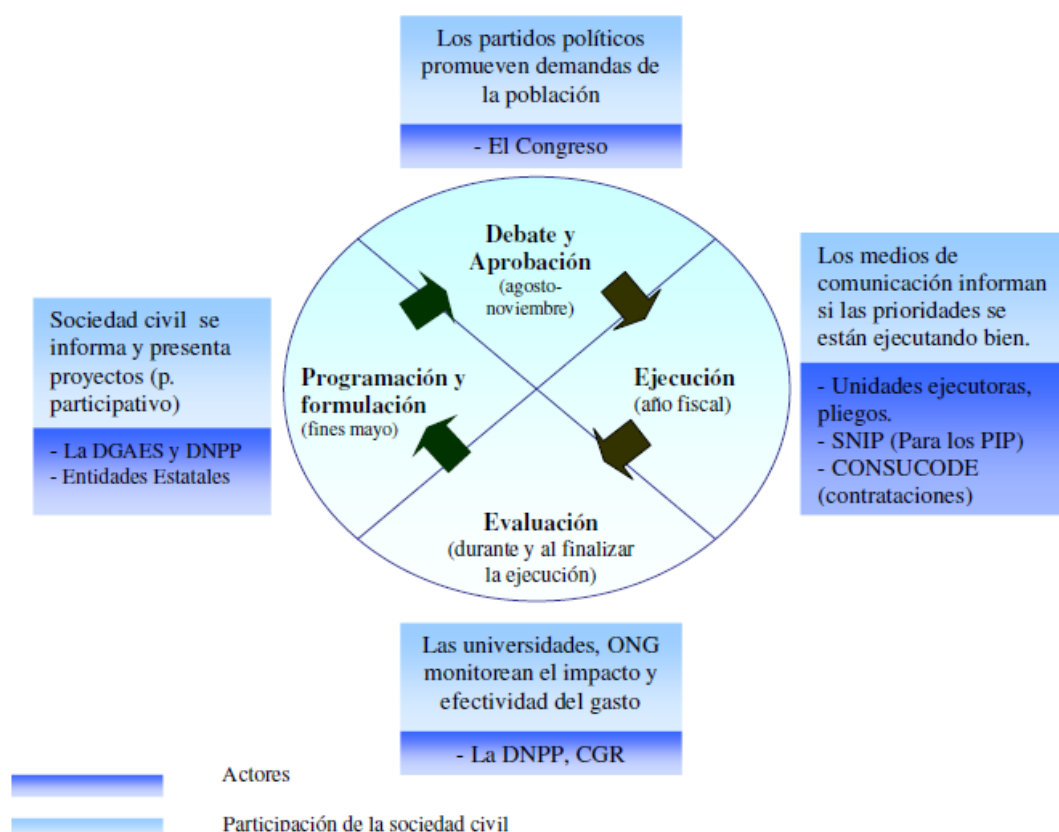 Los partidos políticos
promueven demandas de
la población
- El Congreso
Debate y
Aprobación
(agosto-
noviembre)
Los medios de
comunicación informan
si las prioridades se
están ejecutando bien.
- Unidades ejecutoras,
pliegos.
- SNIP (Para los PIP)
- CONSUCODE
(contrataciones)
Sociedad civil se
informa y presenta
proyectos (p.
participativo)
- La DGAES y DNPP
- Entidades Estatales
Programación y
formulación
(fines mayo)
Ejecución
(año fiscal)
Evaluación
(durante y al finalizar
la ejecución)
Las universidades, ONG
monitorean el impacto y
efectividad del gasto
- La DNPP, CGR
Actores
Participación de la sociedad civil